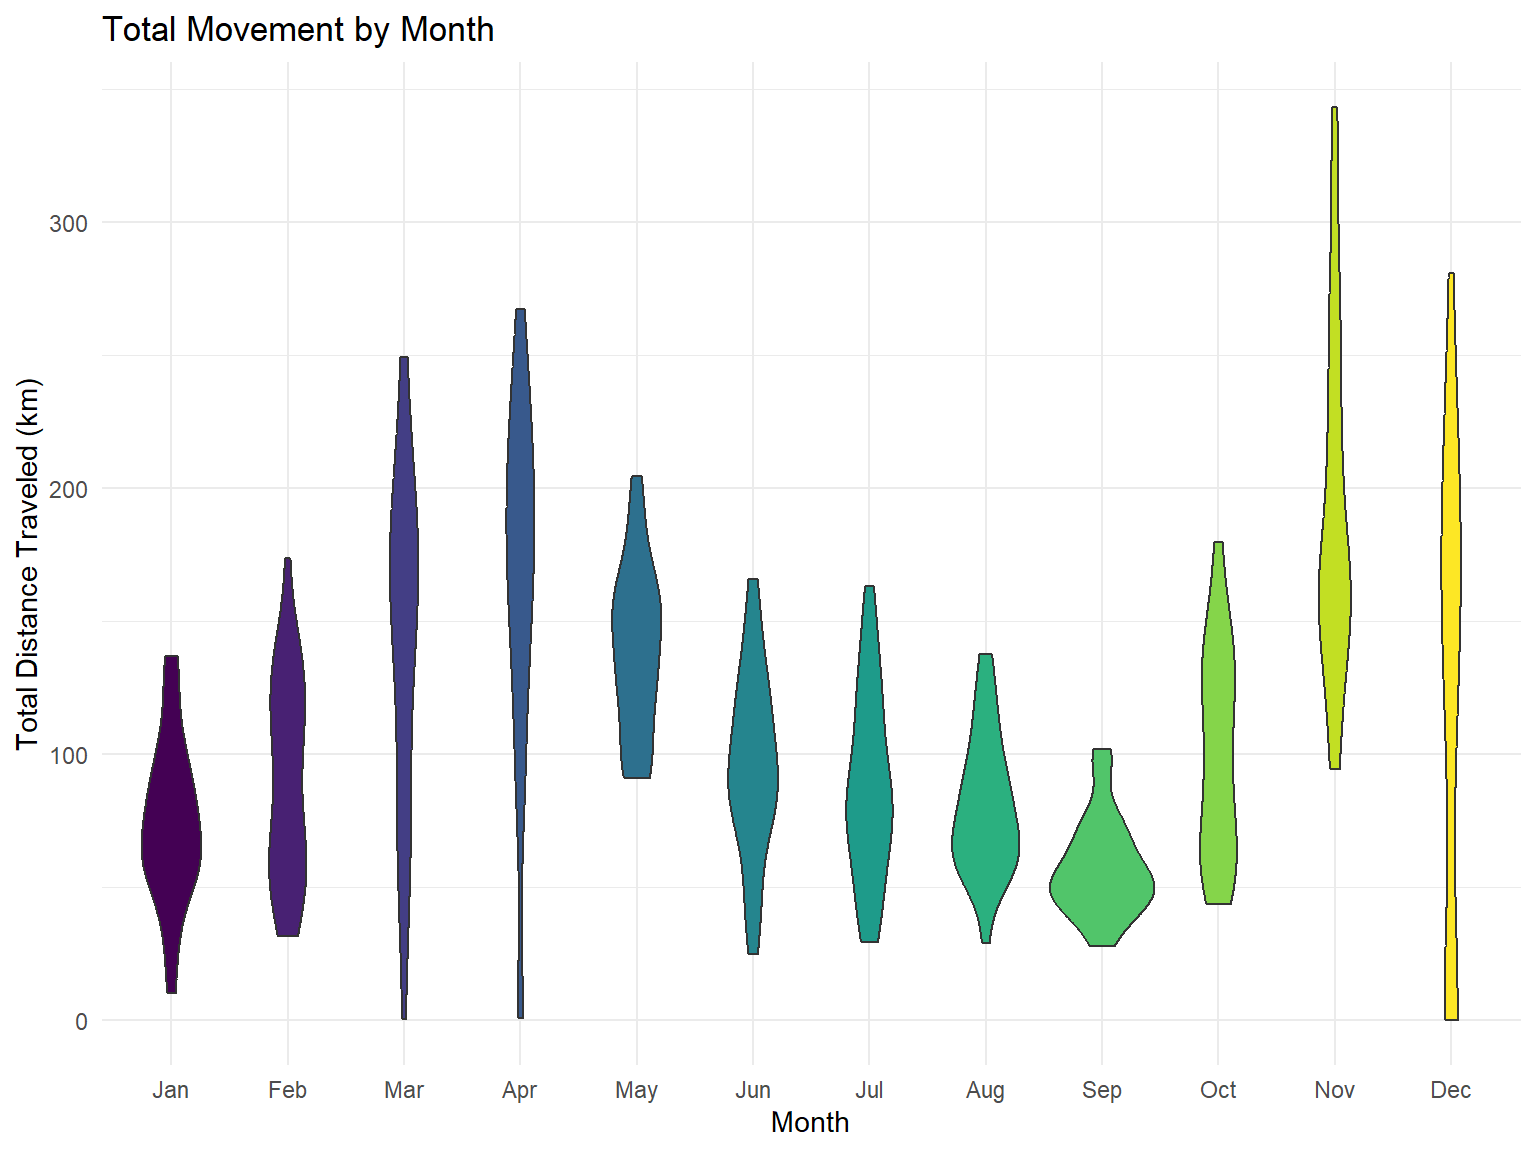 Total Movement by Month
Total Distance Traveled (km)
300
200
100
0
Jan Feb Mar Apr May Jun Jul Aug Sep Oct Nov Dec
Month